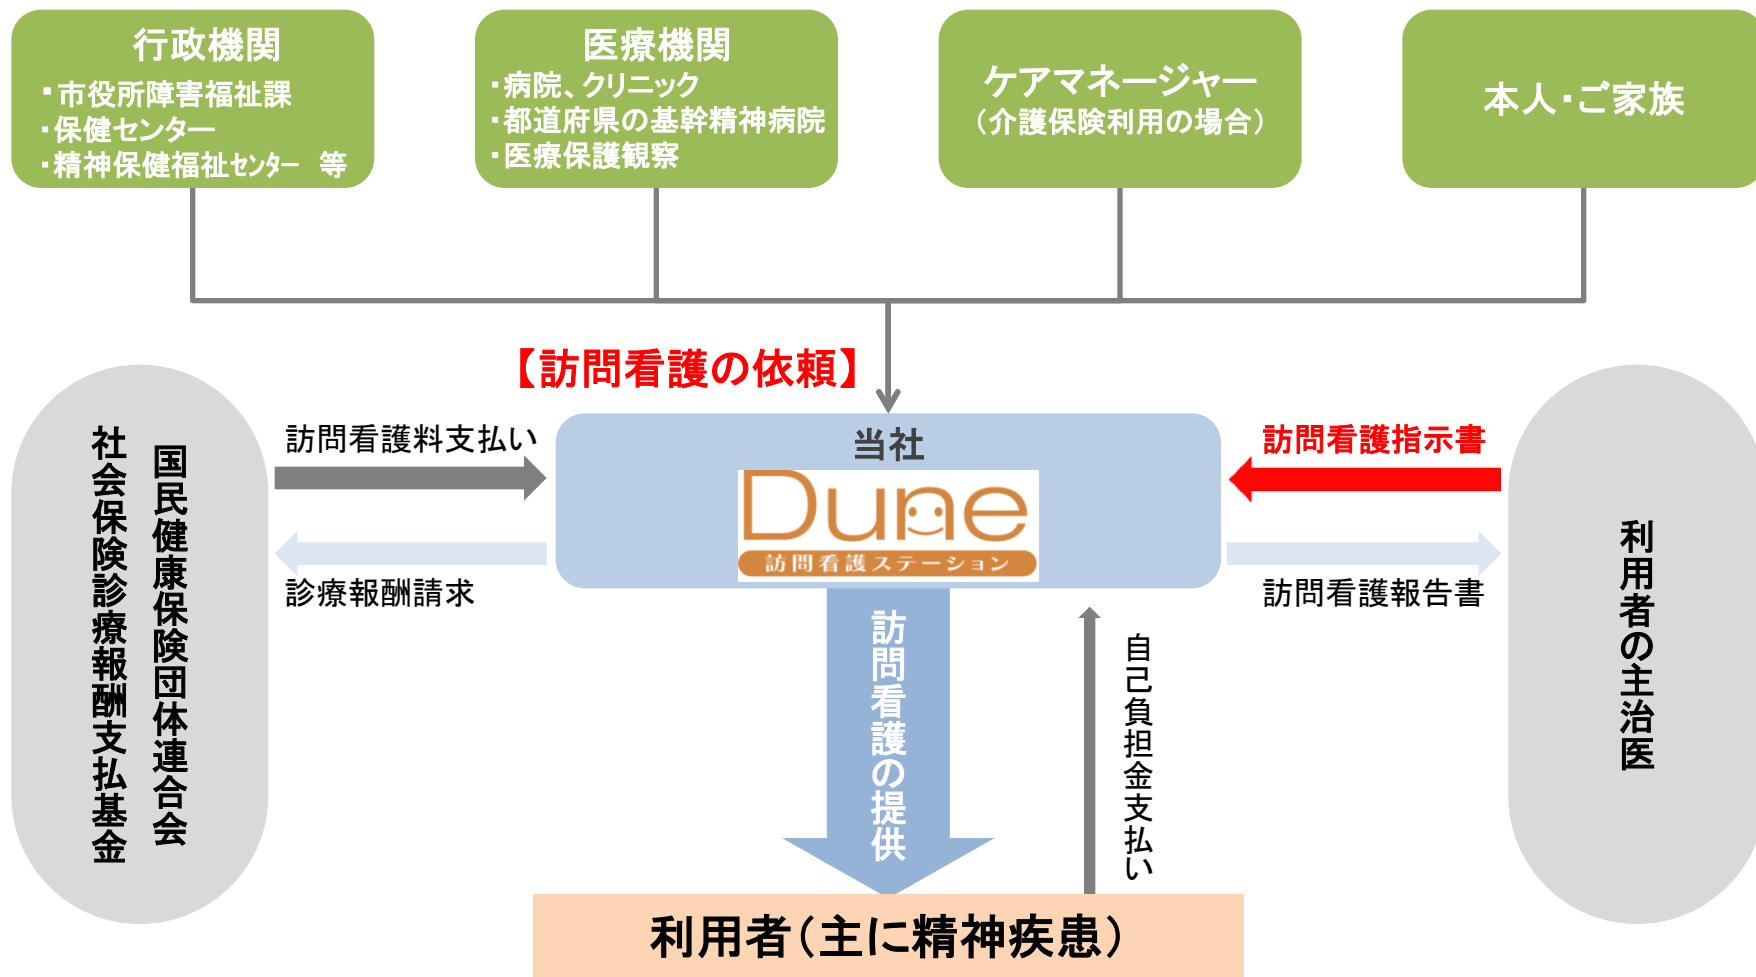 行政機関
・市役所障害福祉課
・保健センター
・精神保健福祉センター　等
医療機関
・病院、クリニック
・都道府県の基幹精神病院
・医療保護観察
ケアマネージャー
（介護保険利用の場合）
本人・ご家族
【訪問看護の依頼】
国民健康保険団体連合会
社会保険診療報酬支払基金
訪問看護料支払い
診療報酬請求
当社
Dune
訪問看護ステーション
訪問看護指示書
訪問看護報告書
利用者の主治医
訪問看護の提供
自己負担金支払い
利用者（主に精神疾患）